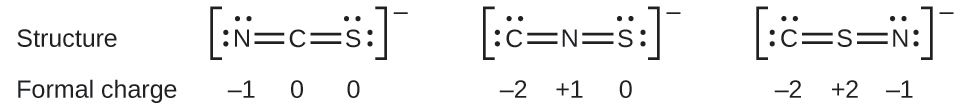 Structure [:N̈=C=S̈:]⁻ [:C̈=N=S̈:]⁻ [:C̈=S=N̈:]⁻
Formal charge –1 0 0 –2 +1 0 –2 +2 –1